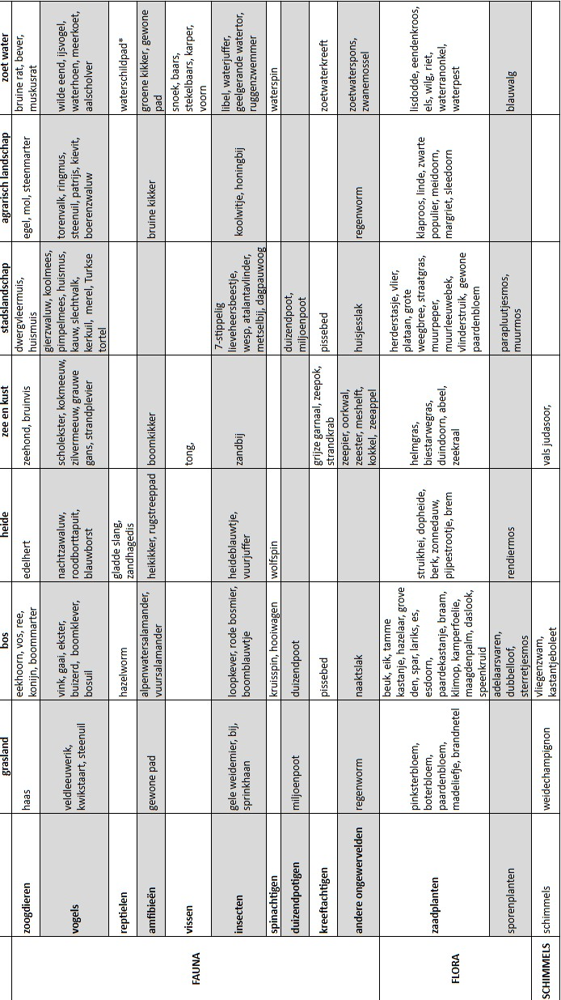 grasland
bos
heide
zee en kust
stadslandschap
agrarisch landschap
zoet water
FAUNA
zoogdieren
haas
eekhoorn, vos, ree,
konijn, boommarter
edelhert
zeehond, bruinvis
dwergvleermuis,
huismuis
egel, mol, steenmarter
bruine rat, bever,
muskusrat
vogels
veldleeuwerik,
kwikstaart, steenuil
vink, gaai, ekster,
buizerd, boomklever,
bosuil
nachtzawaluw,
roodborttapuit,
blauwborst
scholekster, kokmeeuw,
zilvermeeuw, grauwe
gans, strandplevier
gierzwaluw, koolmees,
pimpelmees, huismus,
kauw, slechtvalk,
kerkuil, merel, Turkse
tortel
torenvalk, ringmus,
steenuil, patrijs, kievit,
boerenzwaluw
wilde eend, ijsvogel,
waterhoen, meerkoet,
aalscholver
reptielen
hazelworm
gladde slang,
zandhagedis
waterschildpad*
amfibieën
gewone pad
alpenwatersalamander,
vuursalamander
heikikker, rugstreeppad
boomkikker
bruine kikker
groene kikker, gewone
pad
vissen
tong,
snoek, baars,
stekelbaars, karper,
voorn
insecten
gele weidemier, bij,
sprinkhaan
loopkever, rode bosmier,
boomblauwtje
heideblauwtje,
vuurjuffer
zandbij
7-stippelig
lieveheersbeestje,
wesp, atalantavlinder,
metselbij, dagpauwoog
koolwitje, honingbij
libel, waterjuffer,
geelgerande watertor,
ruggenzwemmer
spinachtigen
kruisspin, hooiwagen
wolfspin
waterspin
duizendpotigen
miljoenpoot
duizendpoot
duizendpoot,
miljoenpoot
kreeftachtigen
pissebed
grijze garnaal, zeepok,
strandkrab
pissebed
zoetwaterkreeft
andere ongewervelden
regenworm
naaktslak
zeepier, oorkwal,
zeester, meshelft,
kokkel, zeeappel
huisjesslak
regenworm
zoetwaterspons,
zwanemossel
FLORA
zaadplanten
pinksterbloem,
boterbloem,
paardenbloem,
madeliefje, brandnetel
beuk, eik, tamme
kastanje, hazelaar, grove
den, spar, lariks, es,
esdoorn,
paardekastanje, braam,
klimop, kamperfoelie,
maagdenpalm, daslook,
speenkruid
struikhei, dopheide,
berk, zonnedauw,
pijpestrootje, brem
helmgras,
biestarwegras,
duindoorn, abeel,
zeekraal
herderstasje, vlier,
plataan, grote
weegbree, straatgras,
muurpeper,
muurleeuwebek,
vlinderstruik, gewone
paardenbloem
klaproos, linde, zwarte
populier, meidoorn,
margriet, sleedoorn
lisdodde, eendenkroos,
els, wilg, riet,
waterranonkel,
waterpest
sporenplanten
adelaarsvaren,
dubbelloof,
sterretjesmos
rendiermos
parapluutjesmos,
muurmos
blauwalg
SCHIMMELS
schimmels
weidechampignon
vliegenzwam,
kastantjeboleet
vals judasoor,